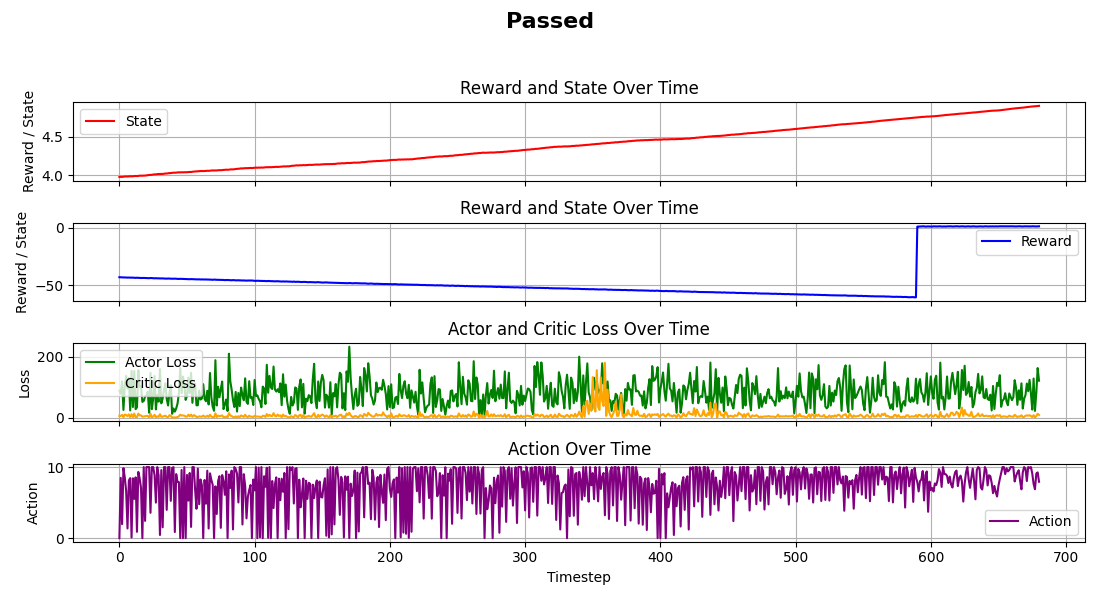 Passed
Reward and State Over Time
Reward / State
4.5
4.0
State
Reward and State Over Time
Reward / State
0
−50
Reward
Actor and Critic Loss Over Time
Loss
200
0
Actor Loss
Critic Loss
Action Over Time
Action
10
0
Action
0 100 200 300 400 500 600 700
Timestep